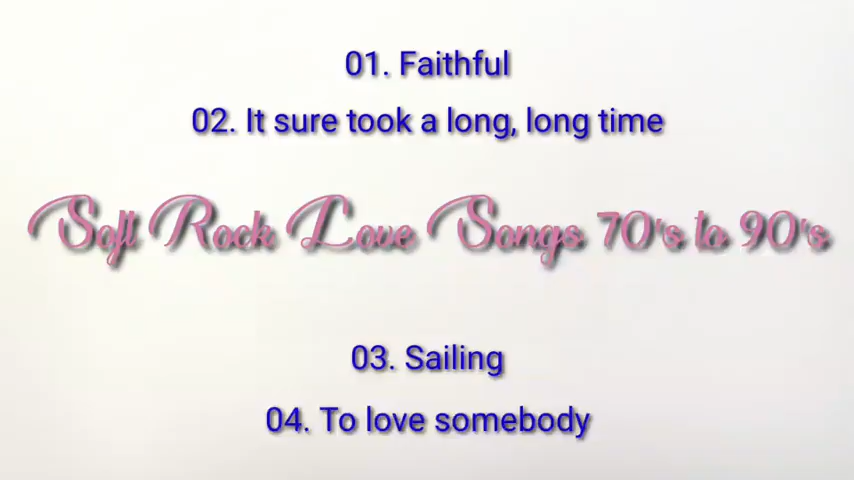 01. Faithful
02. It sure took a long, long time
Soft Rock Love Songs 70's to 90's
03. Sailing
04. To love somebody